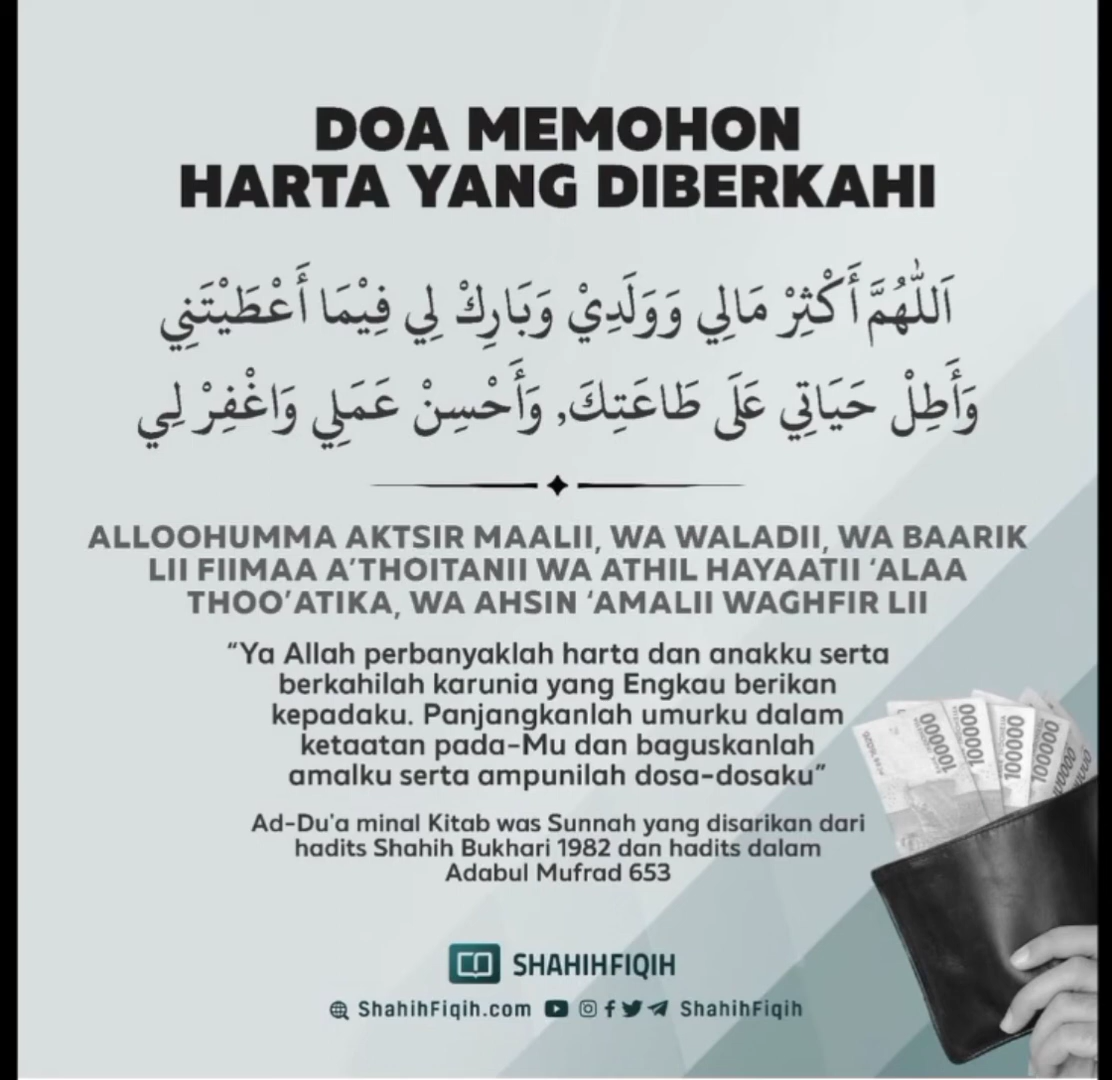 DOA MEMOHON
HARTA YANG DIBERKAHI
اَللّٰهُمَّ أَكْثِرْ مَالِي وَوَلَدِيْ وَبَارِكْ لِي فِيْمَا أَعْطَيْتَنِي
وَأَطِلْ حَيَاتِي عَلَى طَاعَتِكَ, وَأَحْسِنْ عَمَلِي وَاغْفِرْ لِي
ALLOOHUMMA AKTSIR MAALII, WA WALADII, WA BAARIK
LII FIIMAA A’THOITANII WA ATHIL HAYAATII ‘ALAA
THOO’ATIKA, WA AHSIN ‘AMALII WAGHFIR LII
“Ya Allah perbanyaklah harta dan anakku serta
berkahilah karunia yang Engkau berikan
kepadaku. Panjangkanlah umurku dalam
ketaatan pada-Mu dan baguskanlah
amalku serta ampunilah dosa-dosaku”
Ad-Du'a minal Kitab was Sunnah yang disarikan dari
hadits Shahih Bukhari 1982 dan hadits dalam
Adabul Mufrad 653
SHAHIHFIQIH
ShahihFiqih.com ShahihFiqih
100000
100000
100000
100000